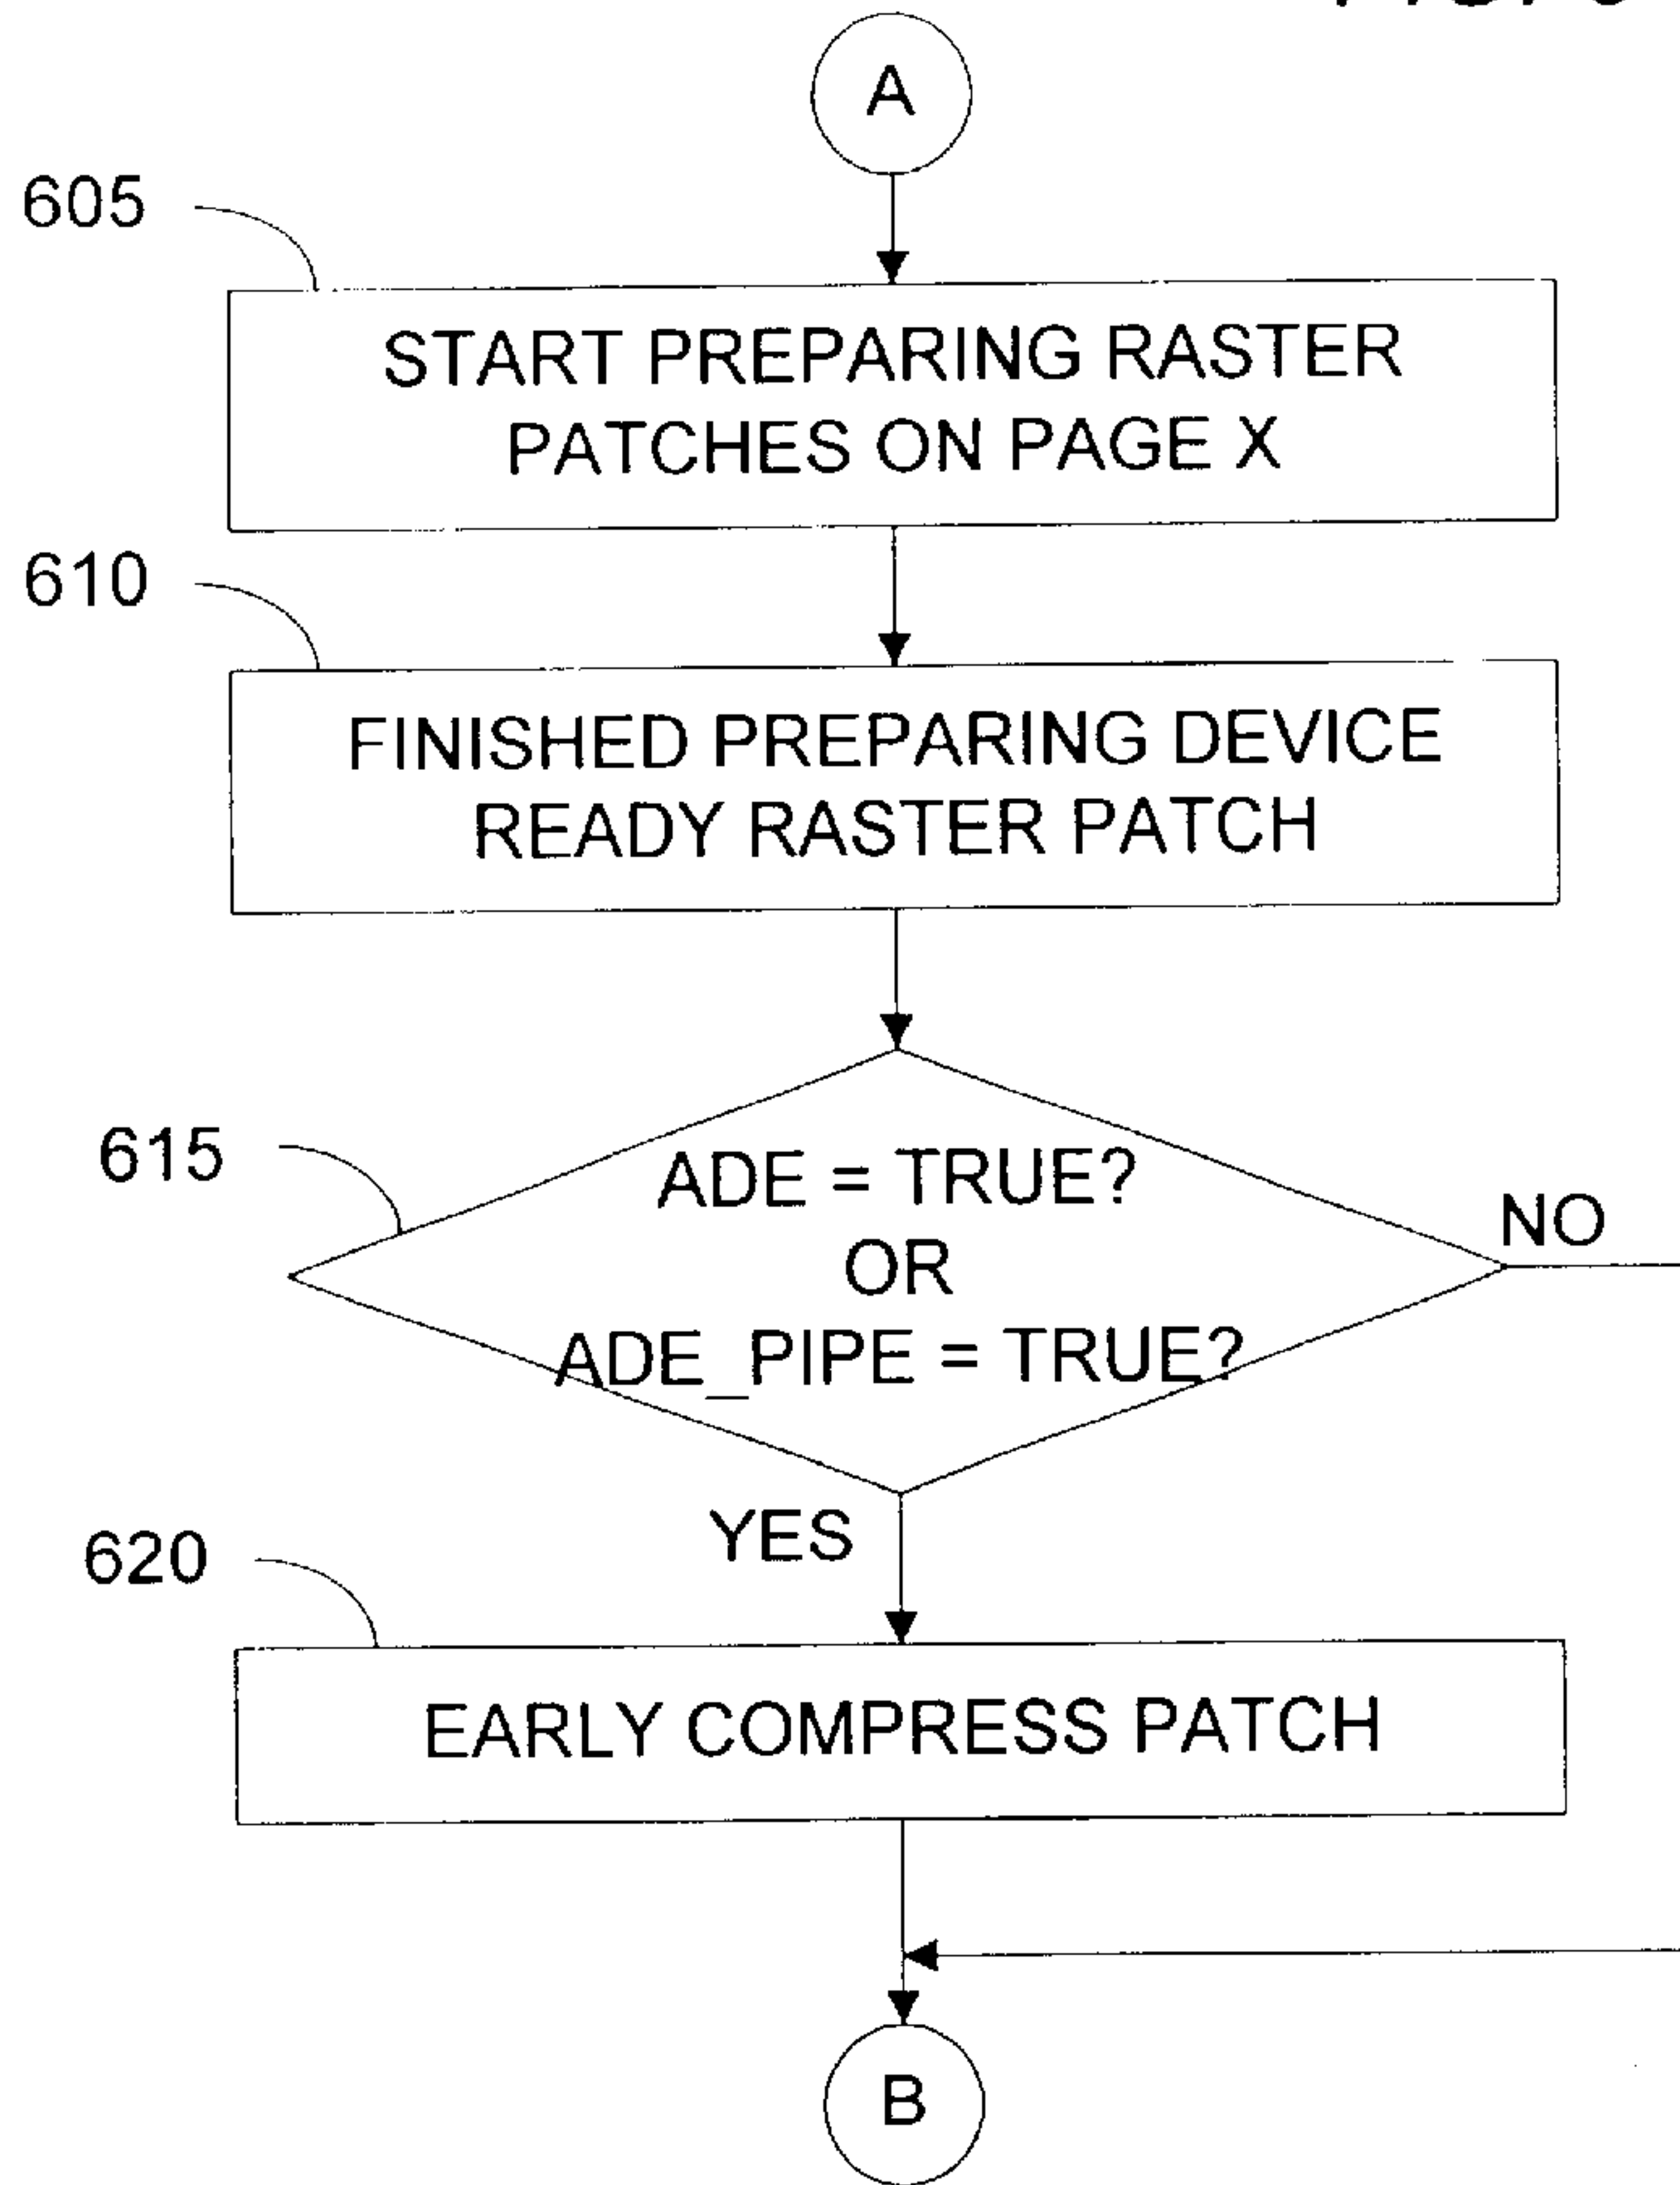 A
605
START PREPARING RASTER
PATCHES ON PAGE X
610
FINISHED PREPARING DEVICE
READY RASTER PATCH
615
ADE = TRUE?
OR
ADE_PIPE = TRUE?
NO
YES
620
EARLY COMPRESS PATCH
B